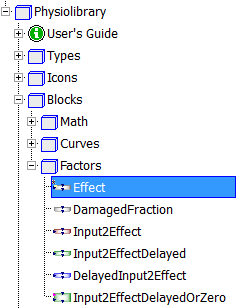 Physiolibrary
User's Guide
Types
Icons
Blocks
Math
Curves
Factors
Effect
DamagedFraction
Input2Effect
Input2EffectDelayed
DelayedInput2Effect
Input2EffectDelayedOrZero